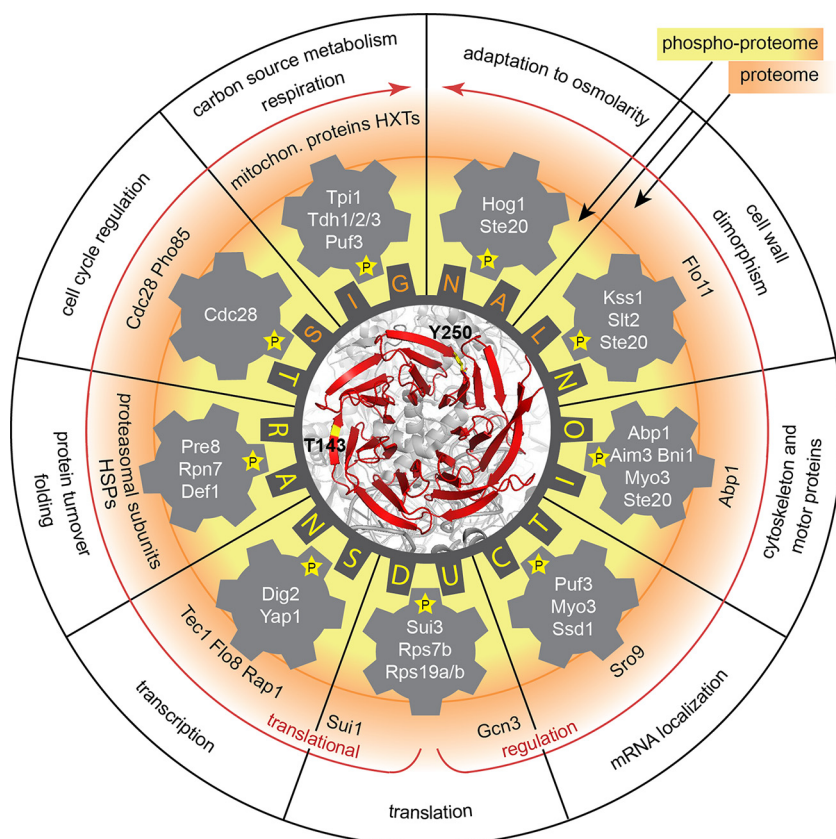 phospho-proteome
proteome
carbon source metabolism
respiration
adaptation to osmolarity
cell wall
dimorphism
cytoskeleton and
motor proteins
mRNA localization
translation
transcription
protein turnover
folding
cell cycle regulation
mitochon. proteins HXTs
Flo11
Abp1
Sro9
Gcn3
Sui1
Tec1 Flo8 Rap1
proteasomal subunits
HSPs
Cdc28 Pho85
translational
regulation
Tpi1
Tdh1/2/3
Puf3
P
Hog1
Ste20
P
Kss1
Slt2
Ste20
P
Abp1
Aim3 Bni1
Myo3
Ste20
P
Puf3
Myo3
Ssd1
P
Sui3
Rps7b
Rps19a/b
P
Dig2
Yap1
P
Pre8
Rpn7
Def1
P
Cdc28
P
SIGNAL
TRANSDUCTION
Y250
T143